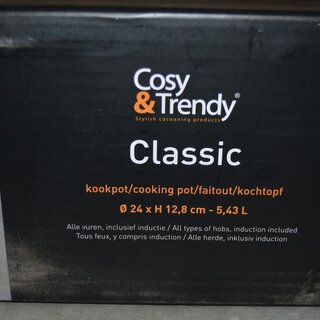 Cosy
&Trendy®
Stylish cocooning products
Classic
kookpot/cooking pot/faitout/kochtopf
Ø 24 x H 12,8 cm - 5,43 L
Alle vuren, inclusief inductie / All types of hobs, induction included
Tous feux, y compris induction / Alle herde, inklusiv induction